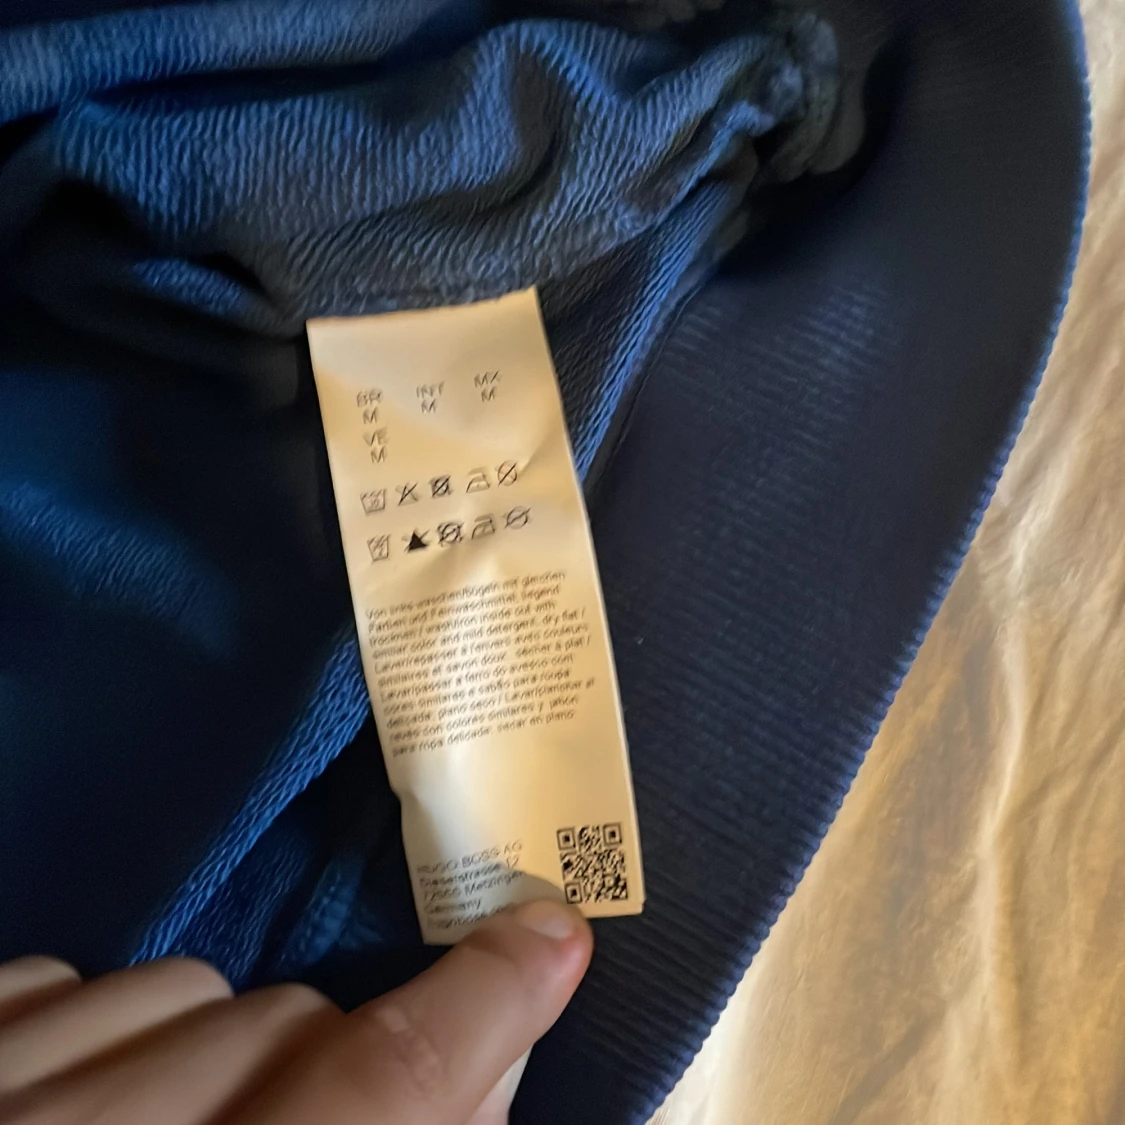 BR INT MX
M M M
VE
M
Von links waschen/bügeln mit gleichen
Farben und Feinwaschmittel, liegend
trocknen / wash/iron inside out with
similar color and mild detergent, dry flat /
Laver/repasser à l'envers avec couleurs
similaires et savon doux, sécher à plat /
Lavar/passar a ferro do avesso com
cores similares e sabão para roupa
delicada, plano seco / Lavar/planchar al
revés con colores similares y jabón
para ropa delicada, secar en plano
HUGO BOSS AG
Dieselstrasse 12
72555 Metzingen
Germany